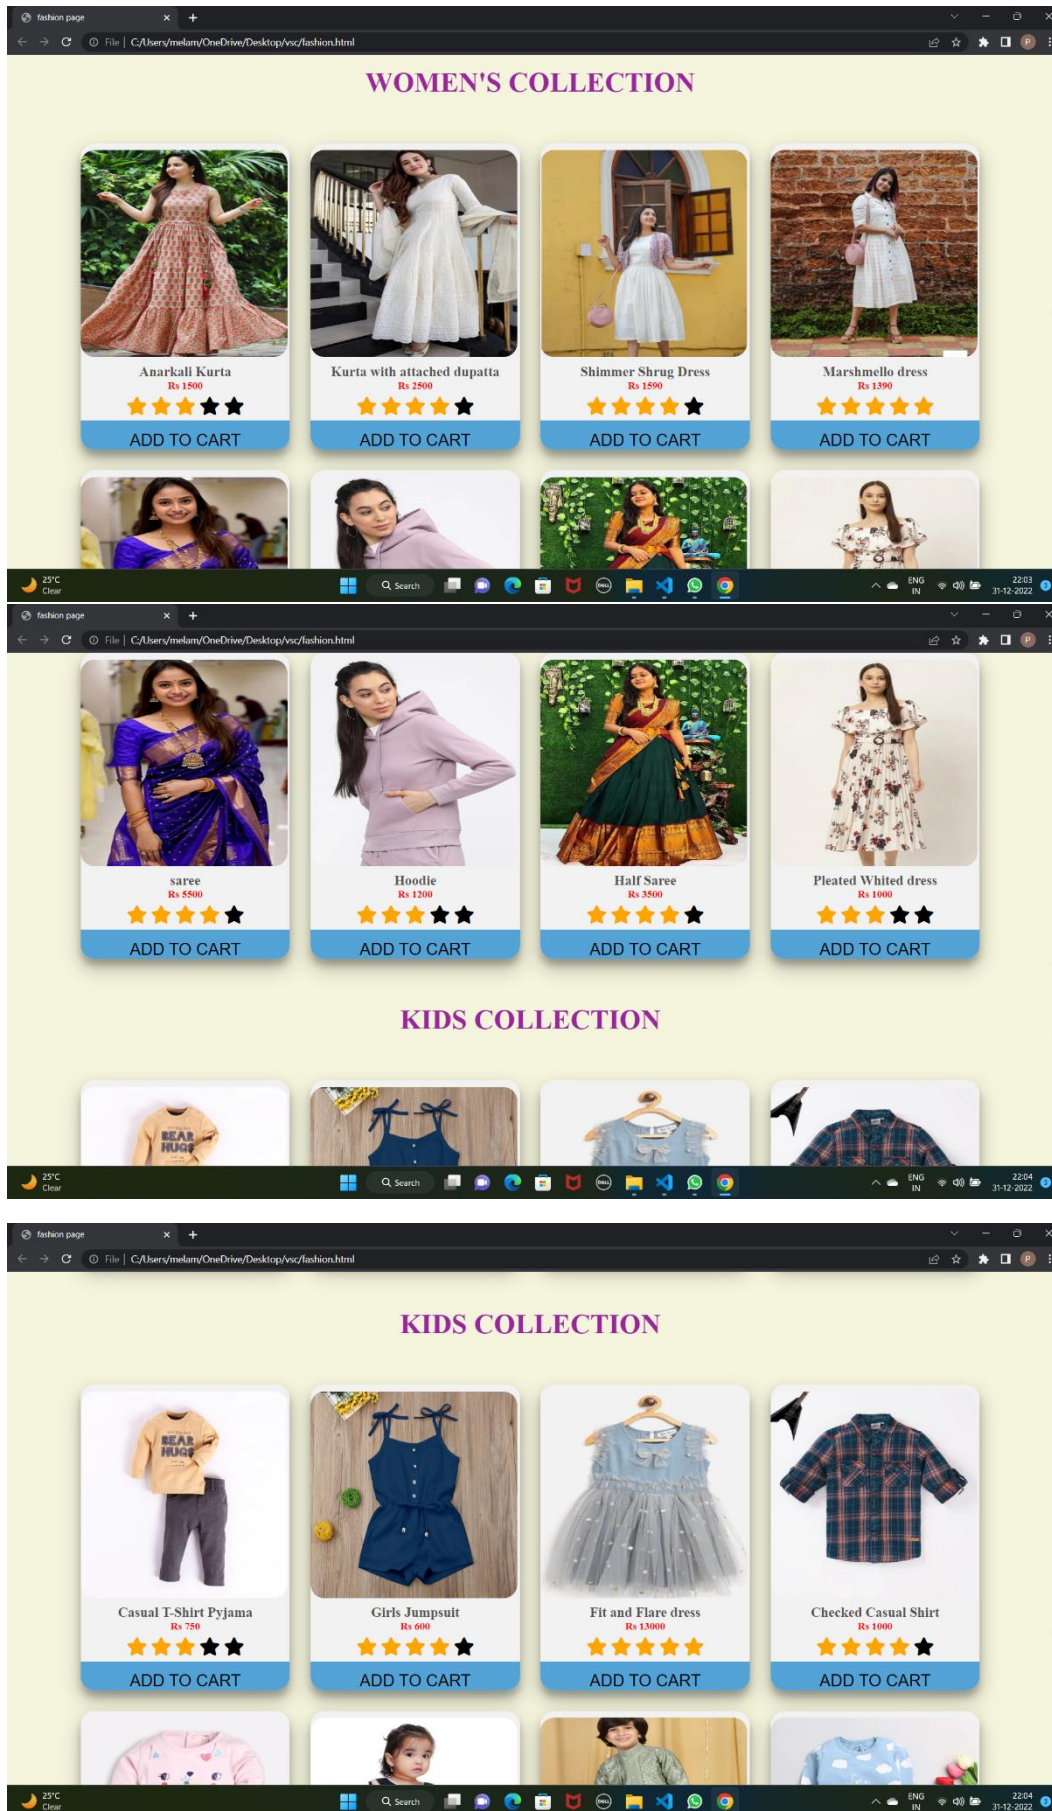 fashion page
File | C:/Users/melam/OneDrive/Desktop/vsc/fashion.html
WOMEN'S COLLECTION
Anarkali Kurta
Kurta with attached dupatta
Shimmer Shrug Dress
Marshmello dress
Rs 1500
Rs 2500
Rs 1590
Rs 1390
ADD TO CART
ADD TO CART
ADD TO CART
ADD TO CART
25°C
Clear
Search
ENG
IN
22:03
31-12-2022
fashion page
File | C:/Users/melam/OneDrive/Desktop/vsc/fashion.html
saree
Hoodie
Half Saree
Pleated Whited dress
Rs 5500
Rs 1200
Rs 3500
Rs 1000
ADD TO CART
ADD TO CART
ADD TO CART
ADD TO CART
KIDS COLLECTION
BEAR
HUGS
25°C
Clear
Search
ENG
IN
22:04
31-12-2022
fashion page
File | C:/Users/melam/OneDrive/Desktop/vsc/fashion.html
KIDS COLLECTION
BEAR
HUGS
Casual T-Shirt Pyjama
Girls Jumpsuit
Fit and Flare dress
Checked Casual Shirt
Rs 750
Rs 600
Rs 13000
Rs 1000
ADD TO CART
ADD TO CART
ADD TO CART
ADD TO CART
25°C
Clear
Search
ENG
IN
22:04
31-12-2022